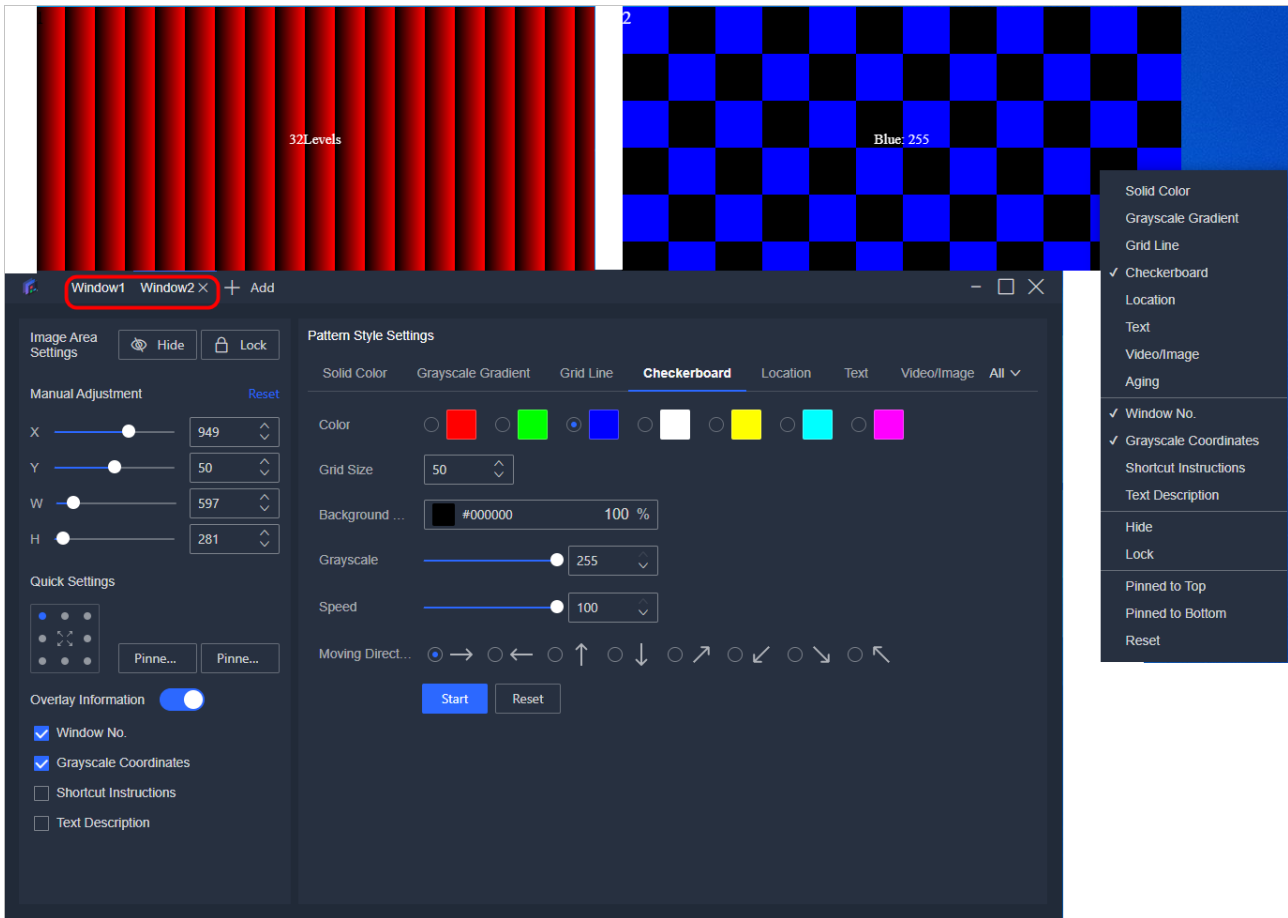 2
32Levels
Blue: 255
Solid Color
Grayscale Gradient
Grid Line
✓ Checkerboard
Location
Text
Video/Image
Aging
✓ Window No.
✓ Grayscale Coordinates
Shortcut Instructions
Text Description
Hide
Lock
Pinned to Top
Pinned to Bottom
Reset
Window1 Window2 × + Add
Image Area
Settings
Hide
Lock
Manual Adjustment Reset
X 949
Y 50
W 597
H 281
Quick Settings
Pinne... Pinne...
Overlay Information
Window No.
Grayscale Coordinates
Shortcut Instructions
Text Description
Pattern Style Settings
Solid Color Grayscale Gradient Grid Line Checkerboard Location Text Video/Image All
Color
Grid Size 50
Background ... #000000 100 %
Grayscale 255
Speed 100
Moving Direct...
Start Reset